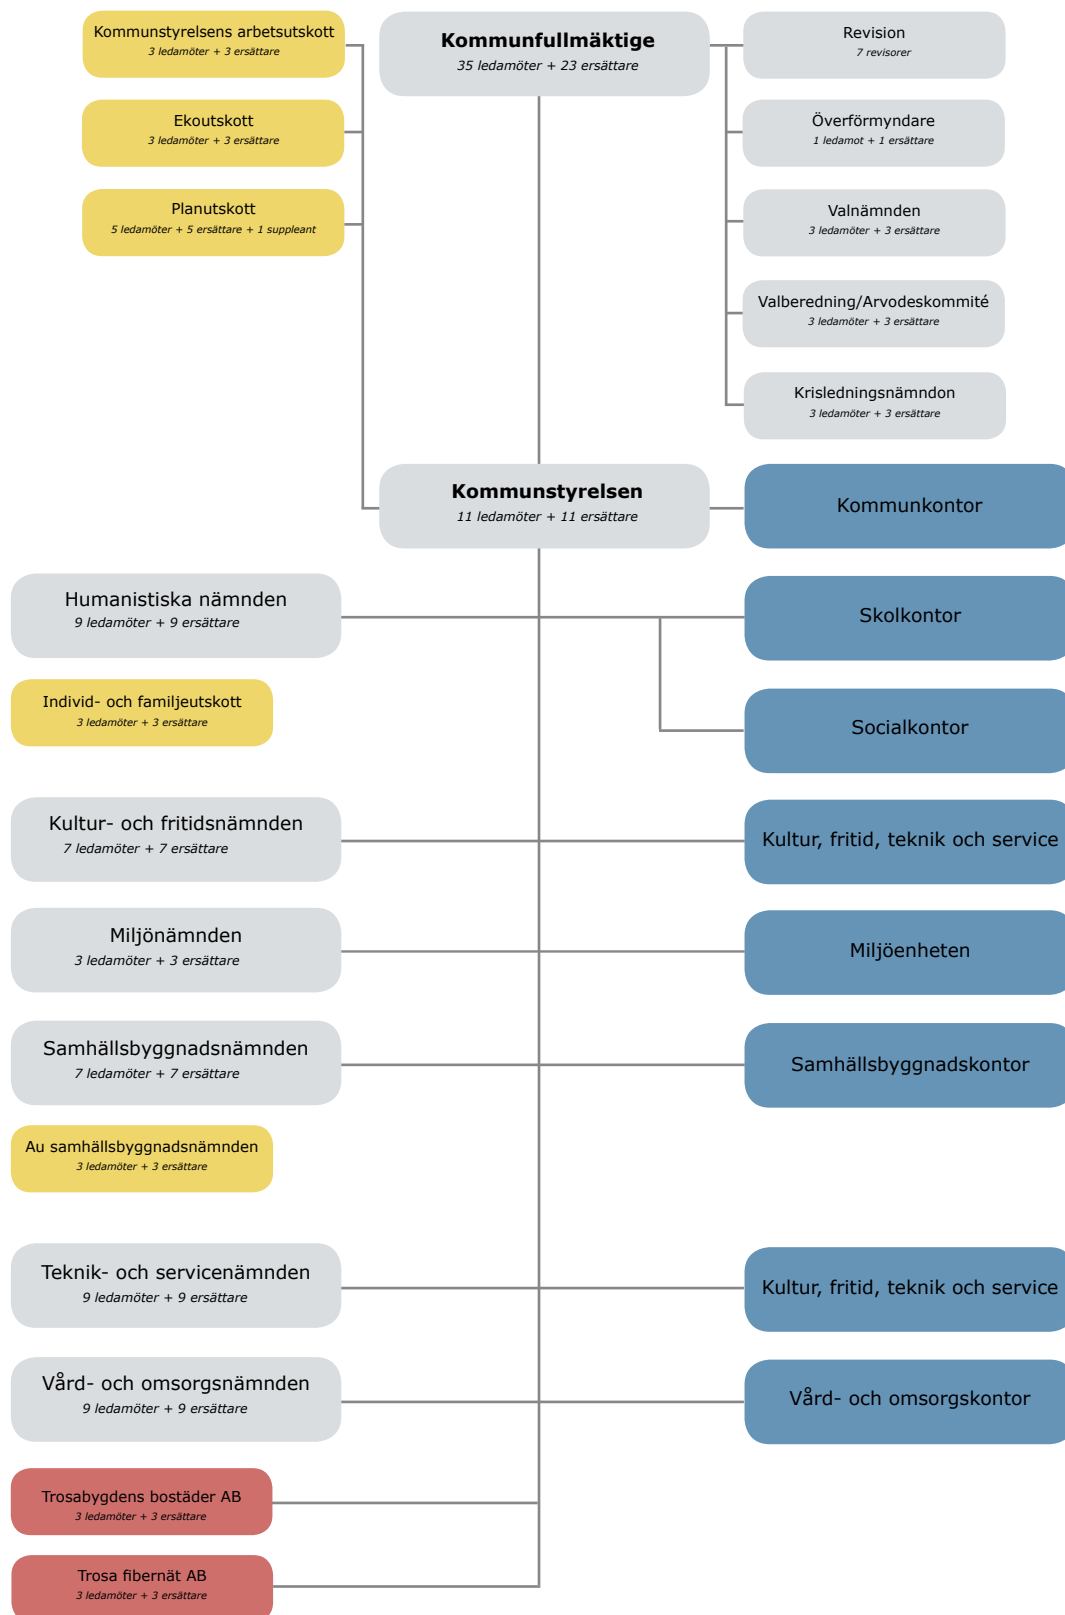 Kommunstyrelsens arbetsutskott
3 ledamöter + 3 ersättare
Kommunfullmäktige
35 ledamöter + 23 ersättare
Revision
7 revisorer
Ekoutskott
3 ledamöter + 3 ersättare
Överförmyndare
1 ledamot + 1 ersättare
Planutskott
5 ledamöter + 5 ersättare + 1 suppleant
Valnämnden
3 ledamöter + 3 ersättare
Valberedning/Arvodeskommité
3 ledamöter + 3 ersättare
Krisledningsnämndon
3 ledamöter + 3 ersättare
Kommunstyrelsen
11 ledamöter + 11 ersättare
Kommunkontor
Humanistiska nämnden
9 ledamöter + 9 ersättare
Skolkontor
Individ- och familjeutskott
3 ledamöter + 3 ersättare
Socialkontor
Kultur- och fritidsnämnden
7 ledamöter + 7 ersättare
Kultur, fritid, teknik och service
Miljönämnden
3 ledamöter + 3 ersättare
Miljöenheten
Samhällsbyggnadsnämnden
7 ledamöter + 7 ersättare
Samhällsbyggnadskontor
Au samhällsbyggnadsnämnden
3 ledamöter + 3 ersättare
Teknik- och servicenämnden
9 ledamöter + 9 ersättare
Kultur, fritid, teknik och service
Vård- och omsorgsnämnden
9 ledamöter + 9 ersättare
Vård- och omsorgskontor
Trosabygdens bostäder AB
3 ledamöter + 3 ersättare
Trosa fibernät AB
3 ledamöter + 3 ersättare